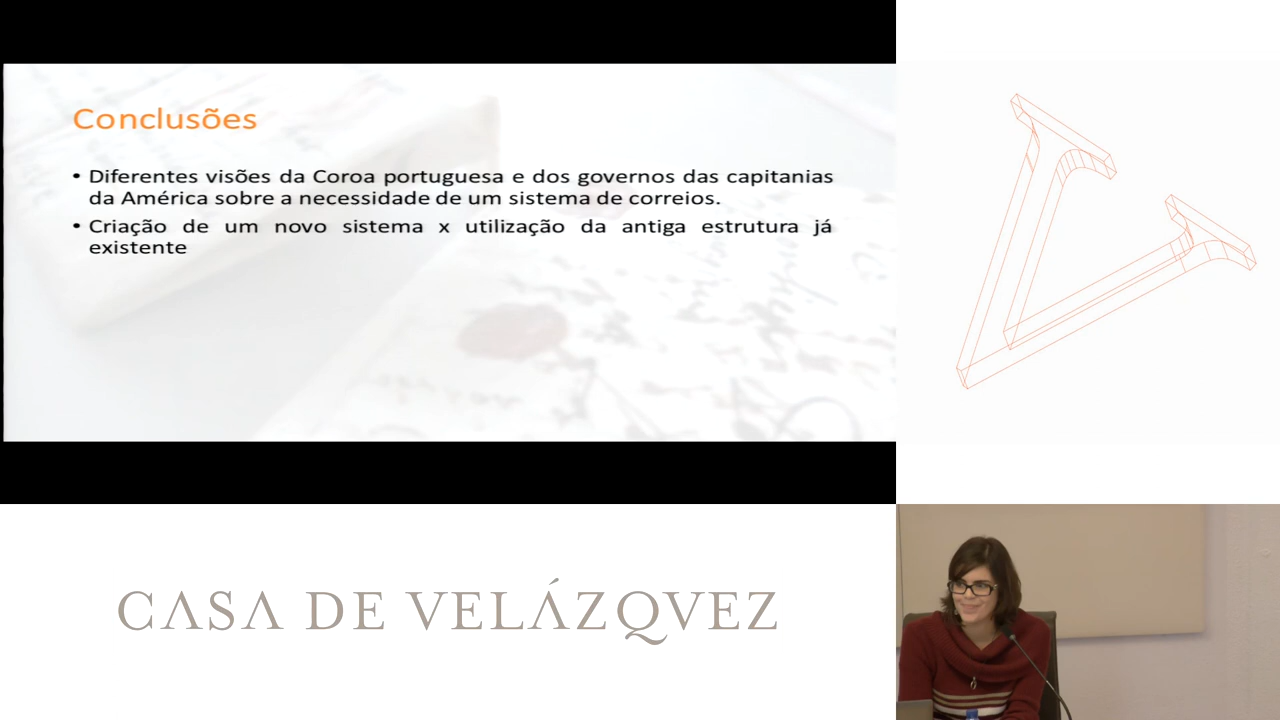 Conclusões
• Diferentes visões da Coroa portuguesa e dos governos das capitanias
da América sobre a necessidade de um sistema de correios.
• Criação de um novo sistema x utilização da antiga estrutura já
existente
CASA DE VELÁZQVEZ